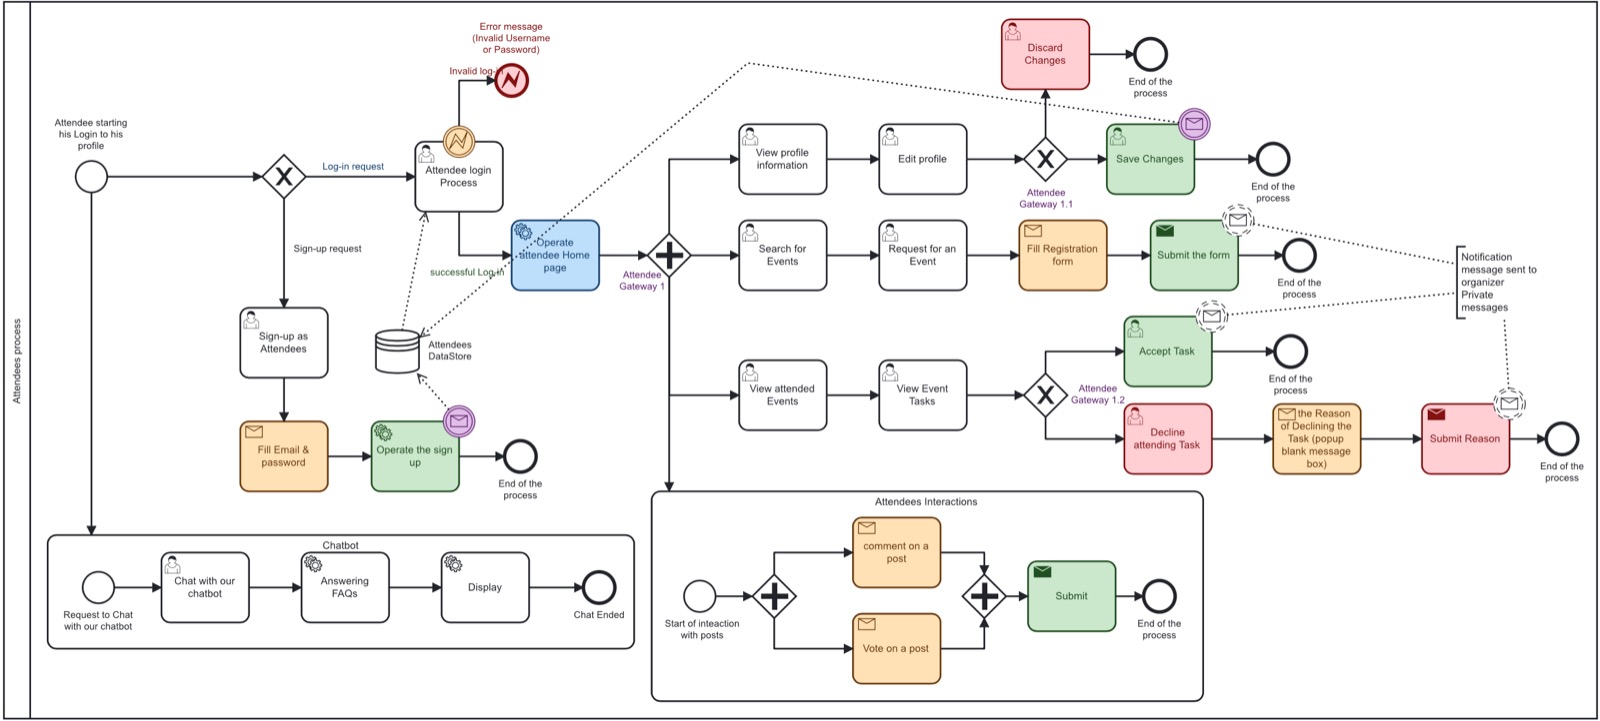 Attendees process
Attendee starting
his Login to his
profile
Error message
(Invalid Username
or Password)
Invalid log-in
Log-in request
Attendee login
Process
Sign-up request
successful Log-in
Operate
attendee Home
page
Attendee
Gateway 1
Discard
Changes
End of the
process
View profile
information
Edit profile
Attendee
Gateway 1.1
Save Changes
End of the
process
Search for
Events
Request for an
Event
Fill Registration
form
Submit the form
End of the
process
Notification
message sent to
organizer
Private
messages
Sign-up as
Attendees
Attendees
DataStore
View attended
Events
View Event
Tasks
Attendee
Gateway 1.2
Accept Task
End of the
process
Decline
attending Task
the Reason
of Declining the
Task (popup
blank message
box)
Submit Reason
End of the
process
Fill Email &
password
Operate the sign
up
End of the
process
Chatbot
Request to Chat
with our chatbot
Chat with our
chatbot
Answering
FAQs
Display
Chat Ended
Attendees Interactions
Start of inteaction
with posts
comment on a
post
Vote on a post
Submit
End of the
process